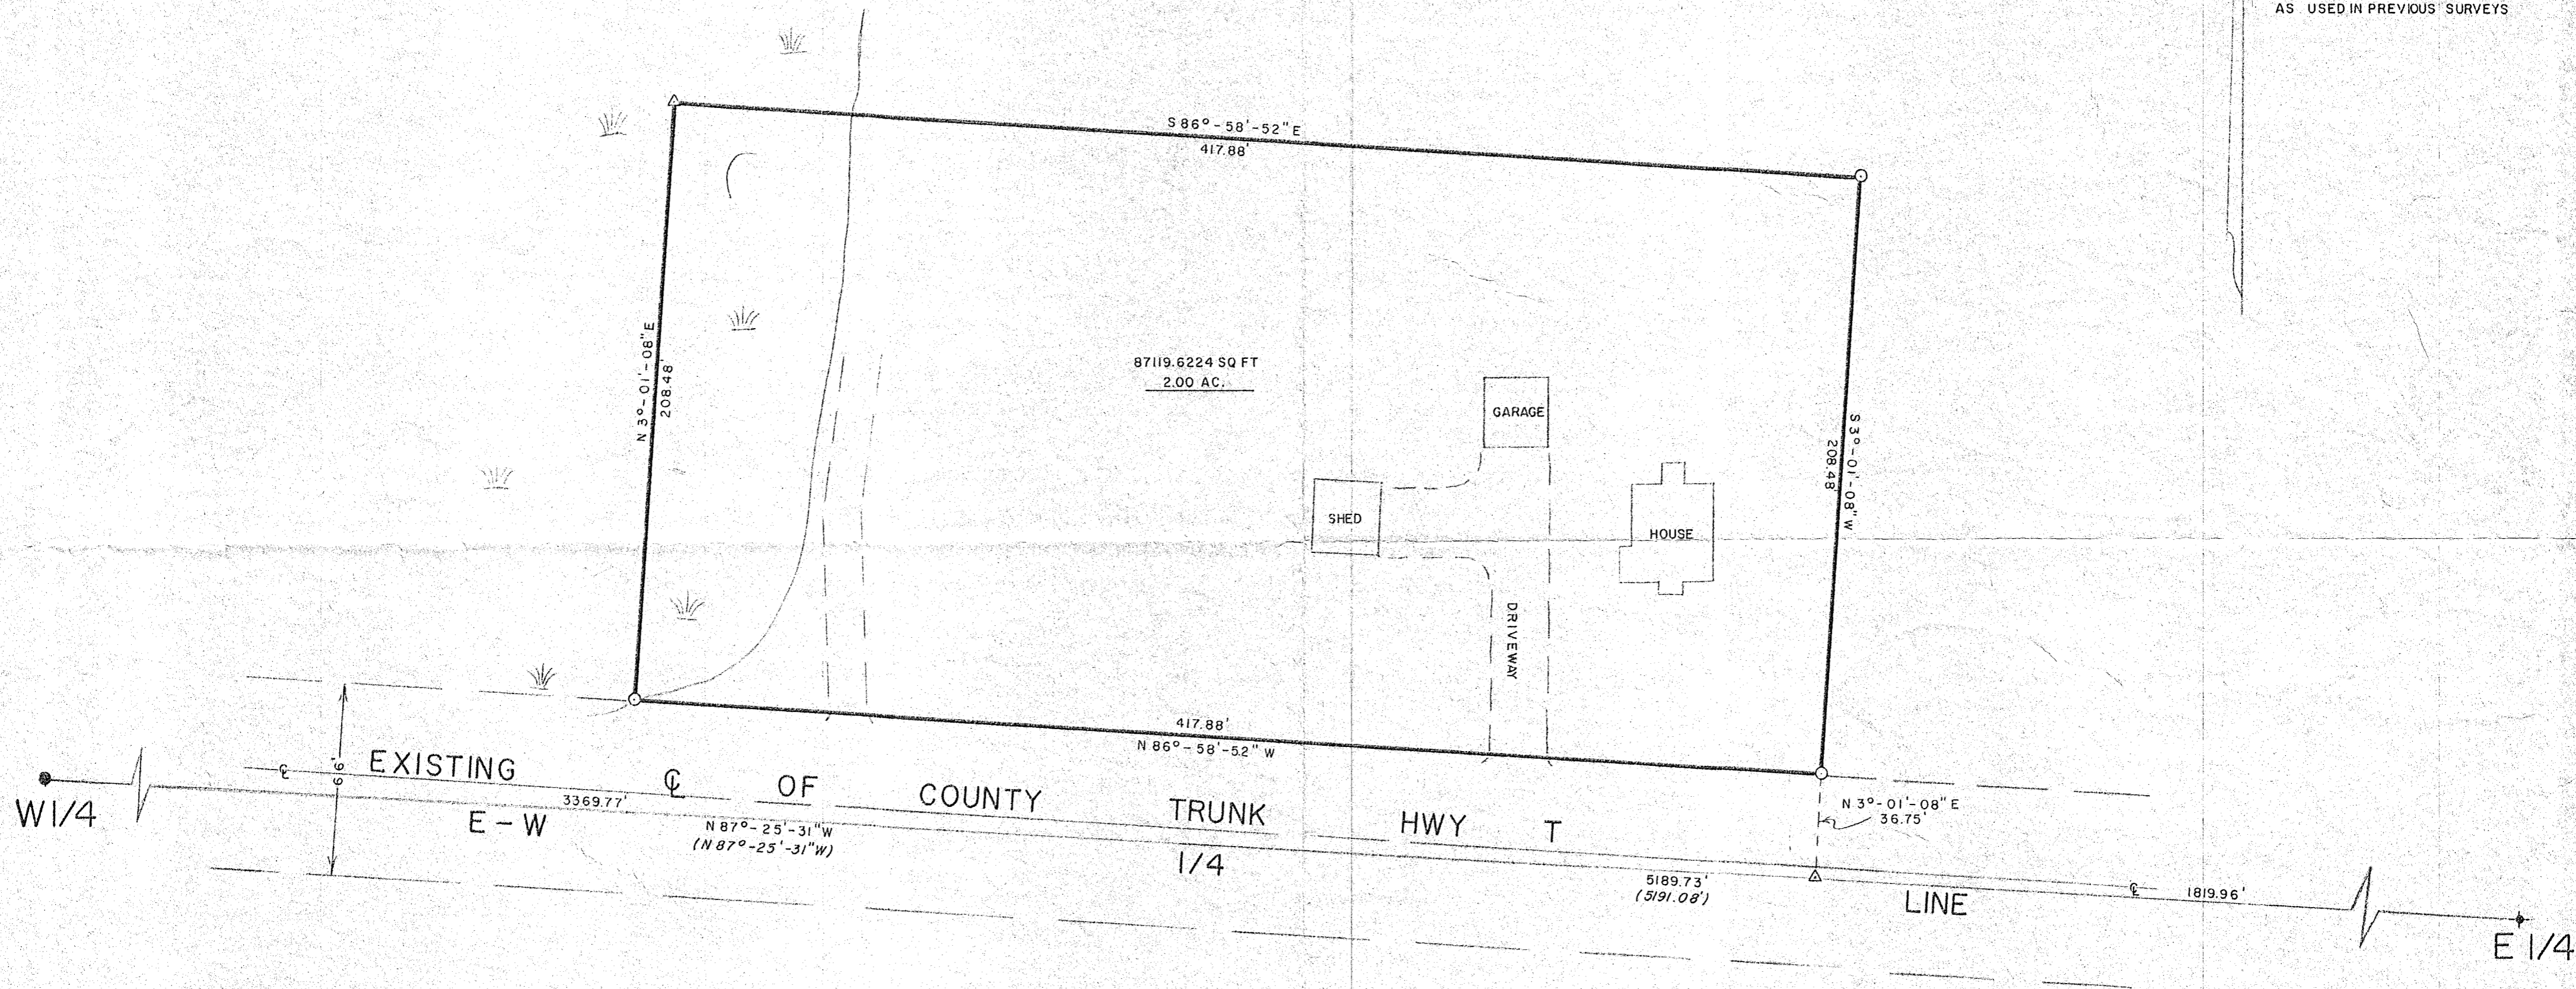 AS USED IN PREVIOUS SURVEYS
S 86°-58'-52" E
417.88'
N 3°-01'-08" E
208.48'
87119.6224 SQ FT
2.00 AC.
GARAGE
S 3°-01'-08" W
208.48'
SHED
HOUSE
DRIVEWAY
417.88'
N 86°-58'-52" W
66'
EXISTING ℄ OF COUNTY TRUNK HWY T
℄
W 1/4
3369.77'
E-W 1/4 LINE
N 87°-25'-31" W
(N 87°-25'-31" W)
N 3°-01'-08" E
36.75'
5189.73'
(5191.08')
℄
1819.96'
E 1/4